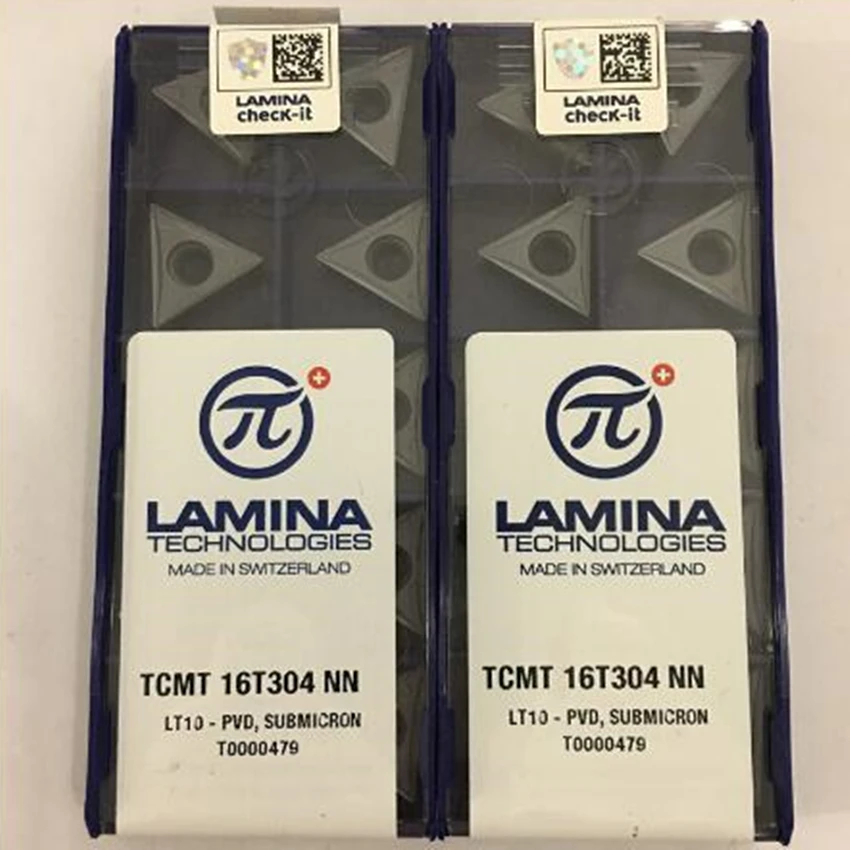 LAMINA
check-it
LAMINA
check-it
π
LAMINA
TECHNOLOGIES
MADE IN SWITZERLAND
TCMT 16T304 NN
LT10 - PVD, SUBMICRON
T0000479
π
LAMINA
TECHNOLOGIES
MADE IN SWITZERLAND
TCMT 16T304 NN
LT10 - PVD, SUBMICRON
T0000479